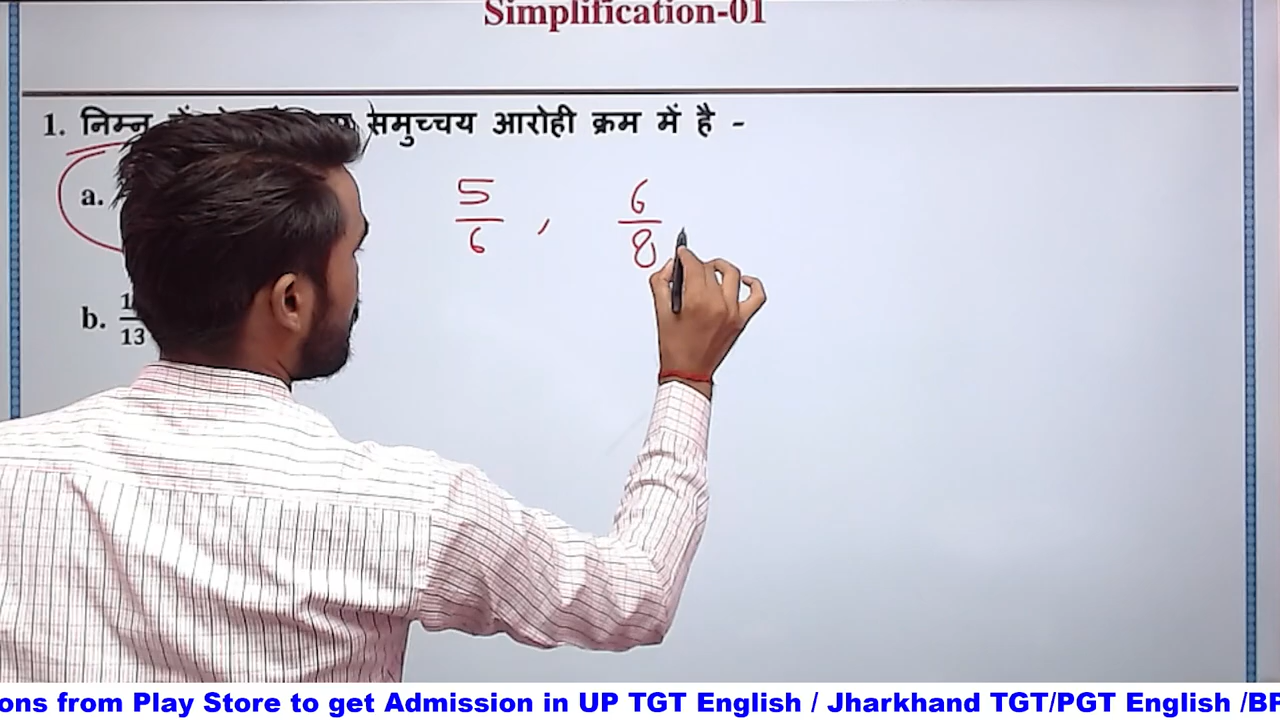 Simplification-01
1. निम्न समुच्चय आरोही क्रम में है -
a.
5/6 , 6/8
b.
13
ons from Play Store to get Admission in UP TGT English / Jharkhand TGT/PGT English /BP